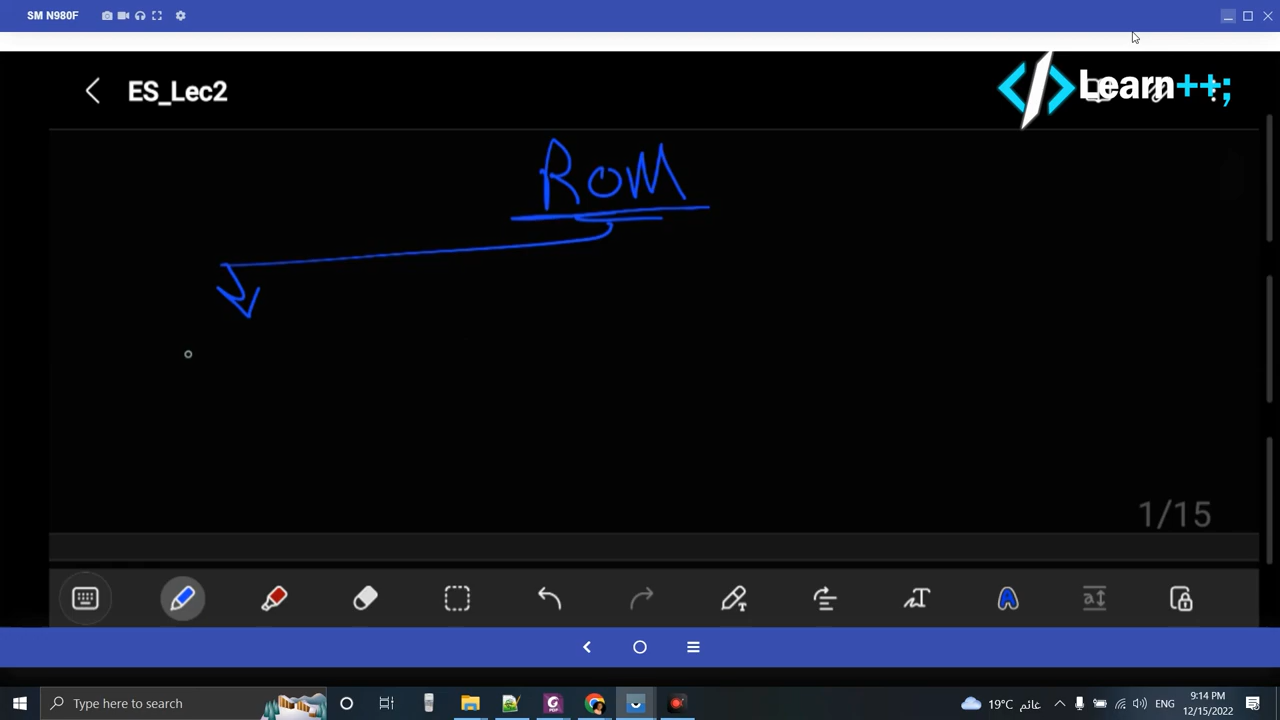 SM N980F
ES_Lec2
</> Learn++;
ROM
1/15
Type here to search
19°C غائم
ENG
9:14 PM
12/15/2022